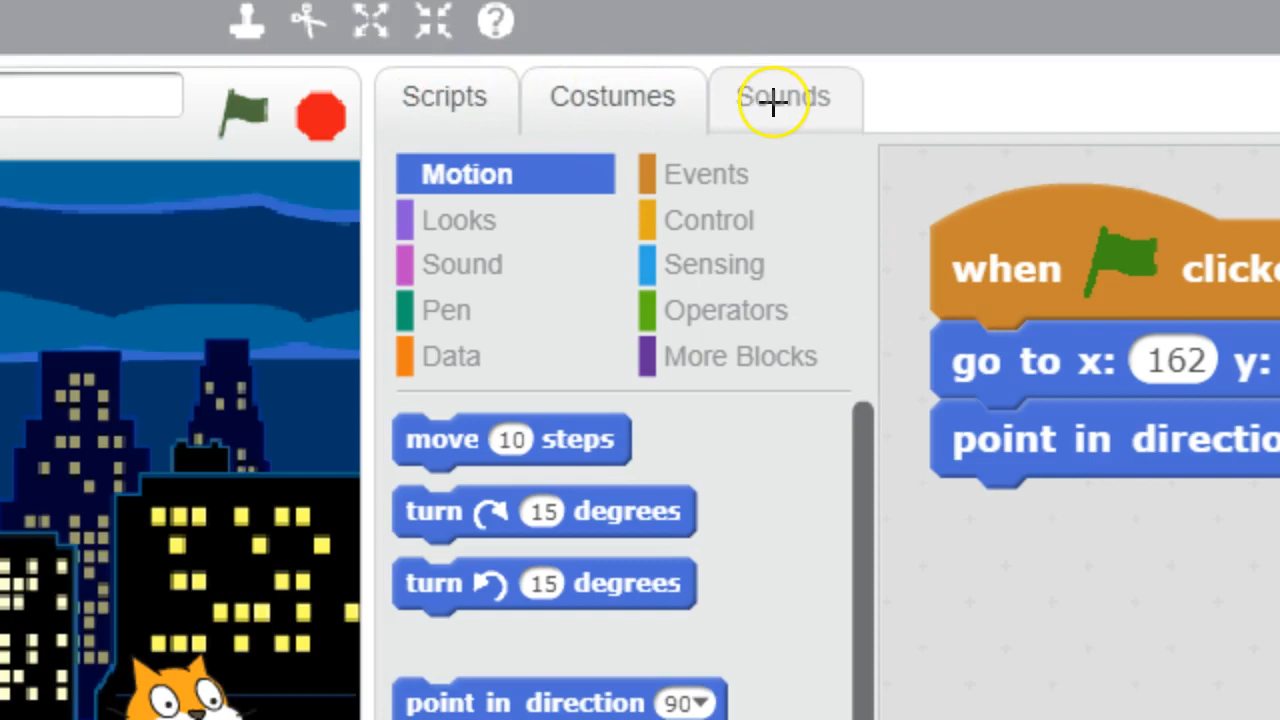 Scripts Costumes Sounds
Motion Events
Looks Control
Sound Sensing
Pen Operators
Data More Blocks
move 10 steps
turn 15 degrees
turn 15 degrees
point in direction 90
when clicke
go to x: 162 y:
point in directio